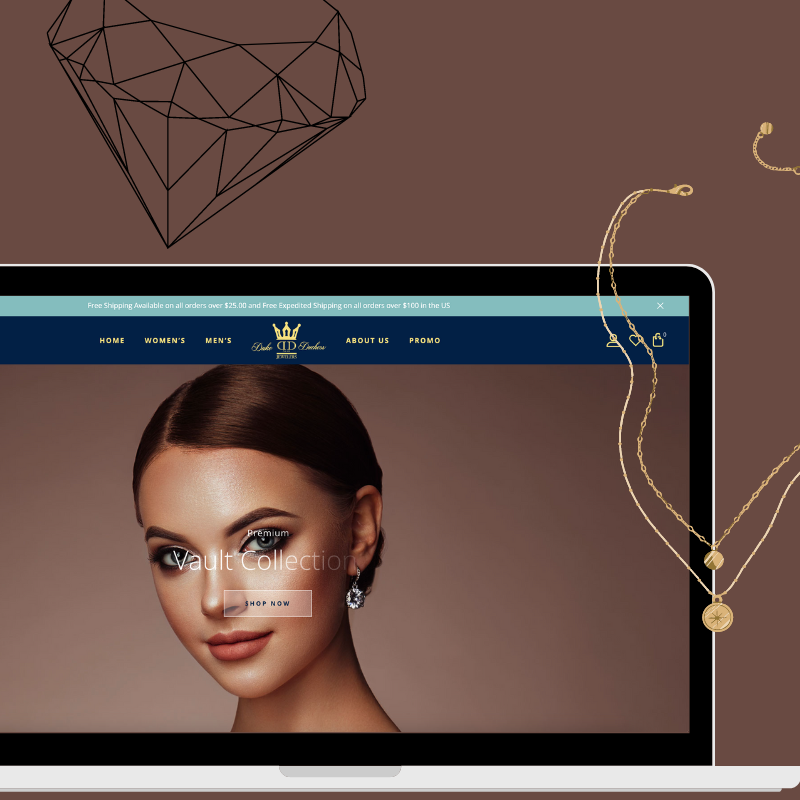 Free Shipping Available on all orders over $25.00 and Free Expedited Shipping on all orders over $100 in the US
HOME WOMEN'S MEN'S Duke DD Duchess JEWELERS ABOUT US PROMO 0
Premium
Vault Collection
SHOP NOW